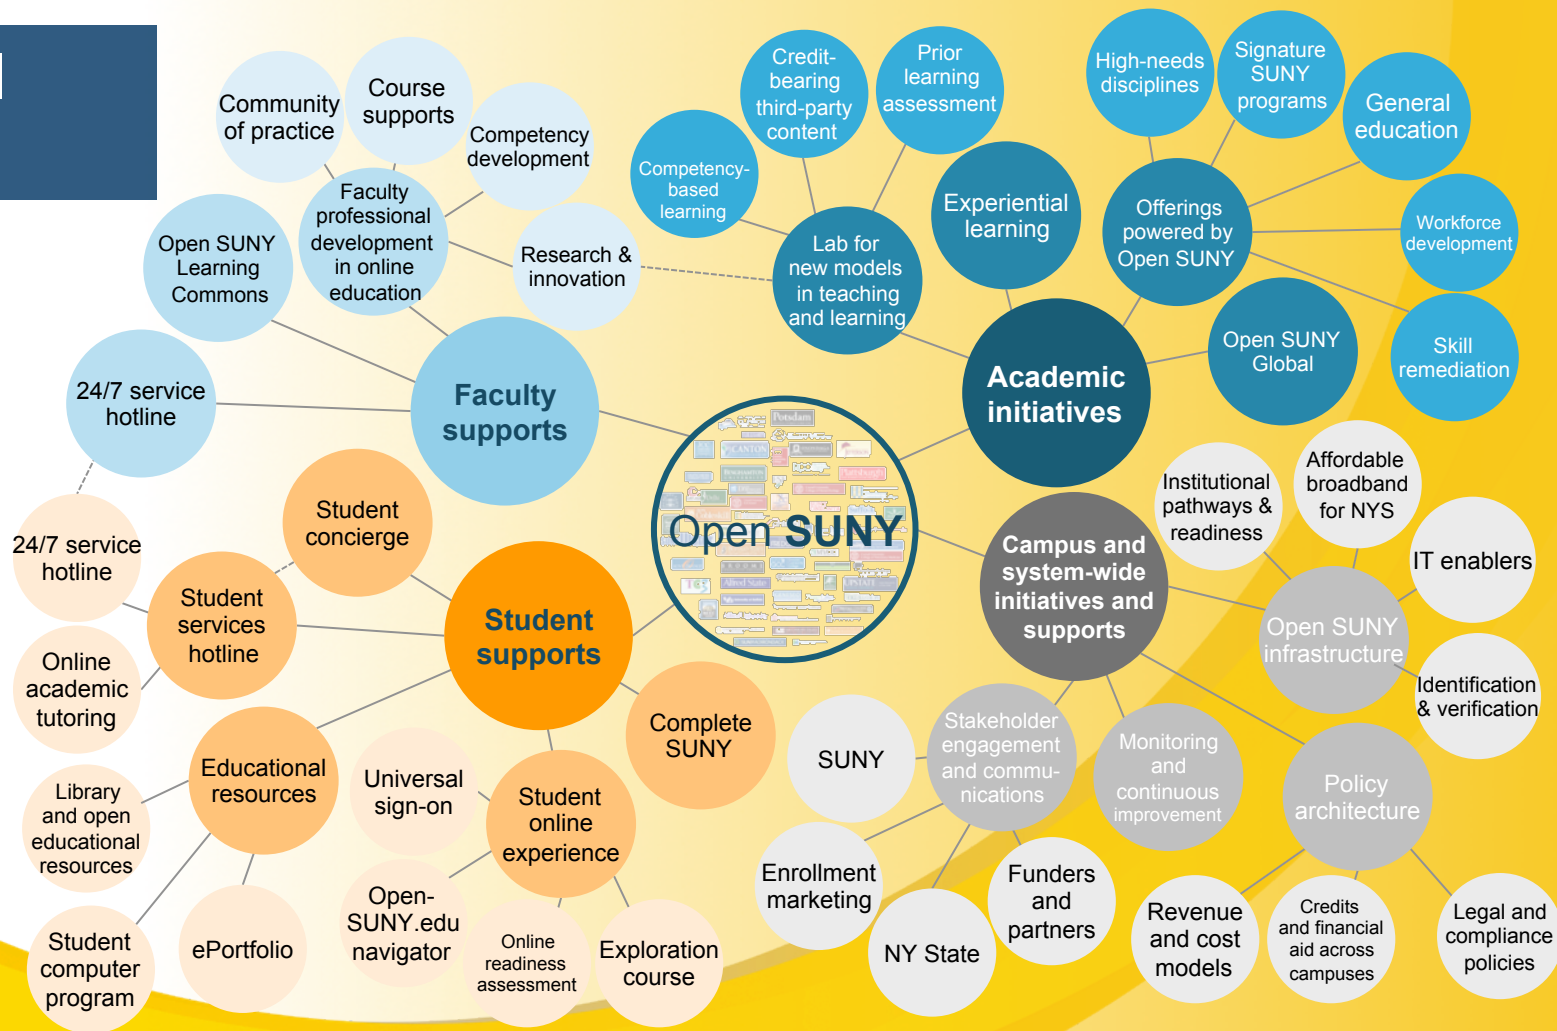 Community
of practice
Course
supports
Competency
development
Faculty
professional
development
in online
education
Research &
innovation
Open SUNY
Learning
Commons
24/7 service
hotline
Faculty
supports
Credit-
bearing
third-party
content
Prior
learning
assessment
Competency-
based
learning
Lab for
new models
in teaching
and learning
Experiential
learning
High-needs
disciplines
Signature
SUNY
programs
General
education
Offerings
powered by
Open SUNY
Workforce
development
Open SUNY
Global
Skill
remediation
Academic
initiatives
Potsdam
CANTON
Plattsburgh
Alfred State
UPSTATE
Open SUNY
24/7 service
hotline
Student
concierge
Student
services
hotline
Online
academic
tutoring
Student
supports
Educational
resources
Library
and open
educational
resources
Student
computer
program
ePortfolio
Universal
sign-on
Student
online
experience
Complete
SUNY
Open-
SUNY.edu
navigator
Online
readiness
assessment
Exploration
course
Campus and
system-wide
initiatives and
supports
Institutional
pathways &
readiness
Affordable
broadband
for NYS
IT enablers
Open SUNY
infrastructure
Identification
& verification
Stakeholder
engagement
and commu-
nications
SUNY
Enrollment
marketing
NY State
Funders
and
partners
Monitoring
and
continuous
improvement
Policy
architecture
Revenue
and cost
models
Credits
and financial
aid across
campuses
Legal and
compliance
policies